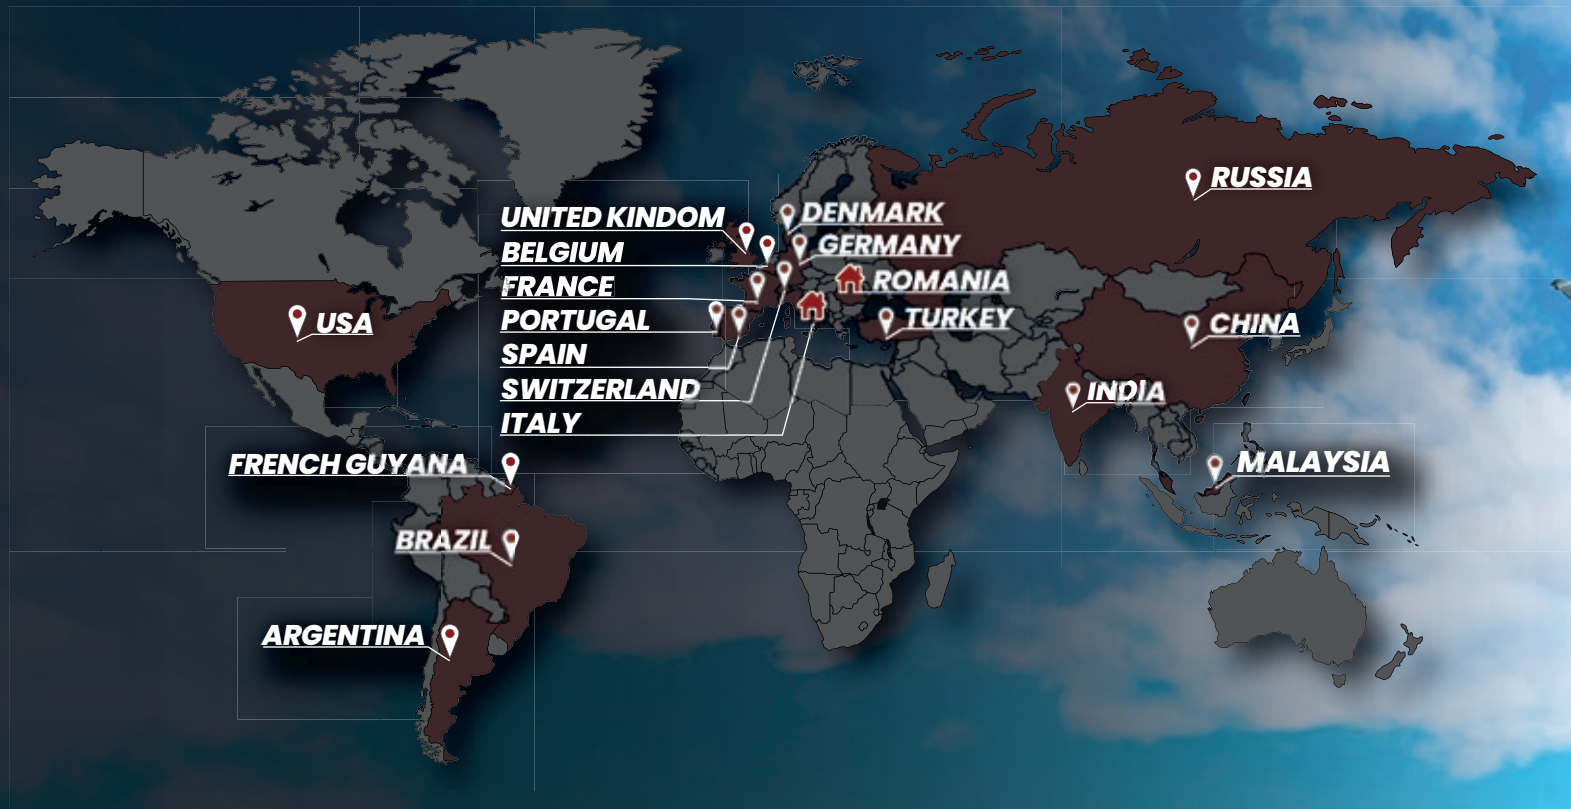 RUSSIA
UNITED KINDOM
DENMARK
BELGIUM
GERMANY
FRANCE
ROMANIA
PORTUGAL
TURKEY
USA
CHINA
SPAIN
SWITZERLAND
INDIA
ITALY
FRENCH GUYANA
MALAYSIA
BRAZIL
ARGENTINA